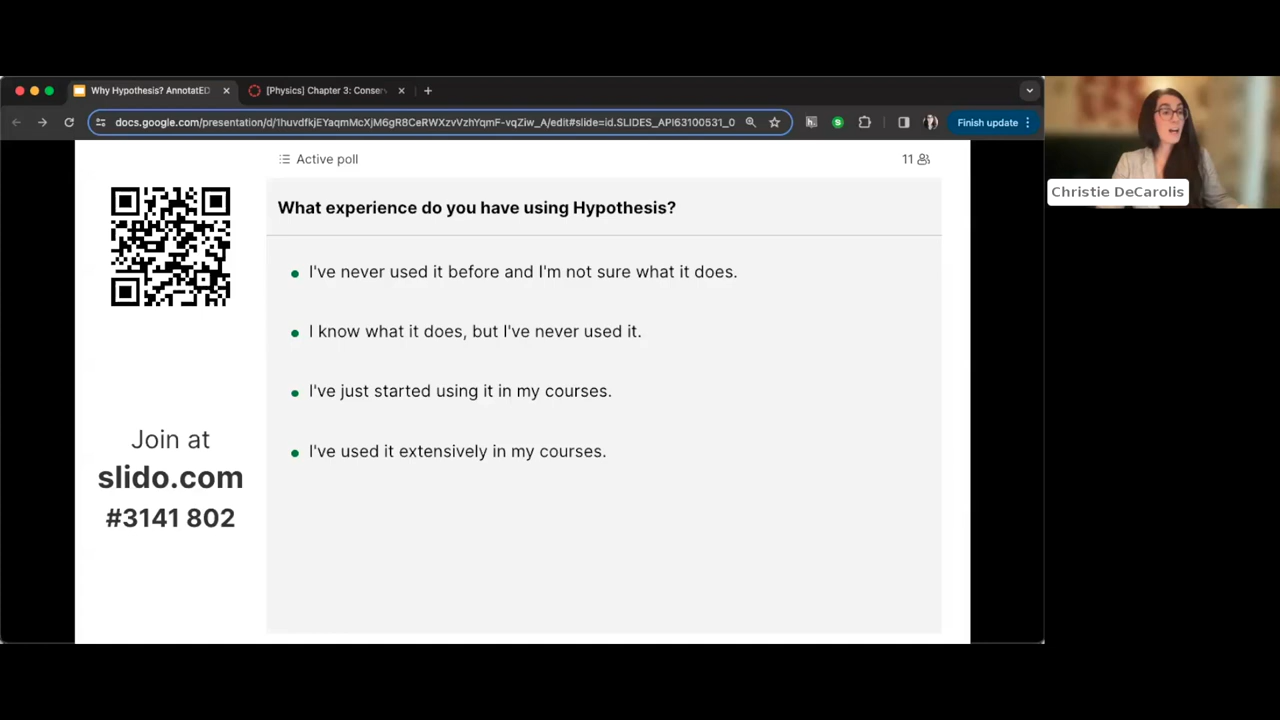 Why Hypothesis? AnnotatED
[Physics] Chapter 3: Conser
docs.google.com/presentation/d/1huvdfkjEYaqmMcXjM6gR8CeRWXzvVzhYqmF-vqZiw_A/edit#slide=id.SLIDES_API63100531_0
Finish update
Active poll
11
What experience do you have using Hypothesis?
I've never used it before and I'm not sure what it does.
I know what it does, but I've never used it.
I've just started using it in my courses.
I've used it extensively in my courses.
Join at
slido.com
#3141 802
Christie DeCarolis